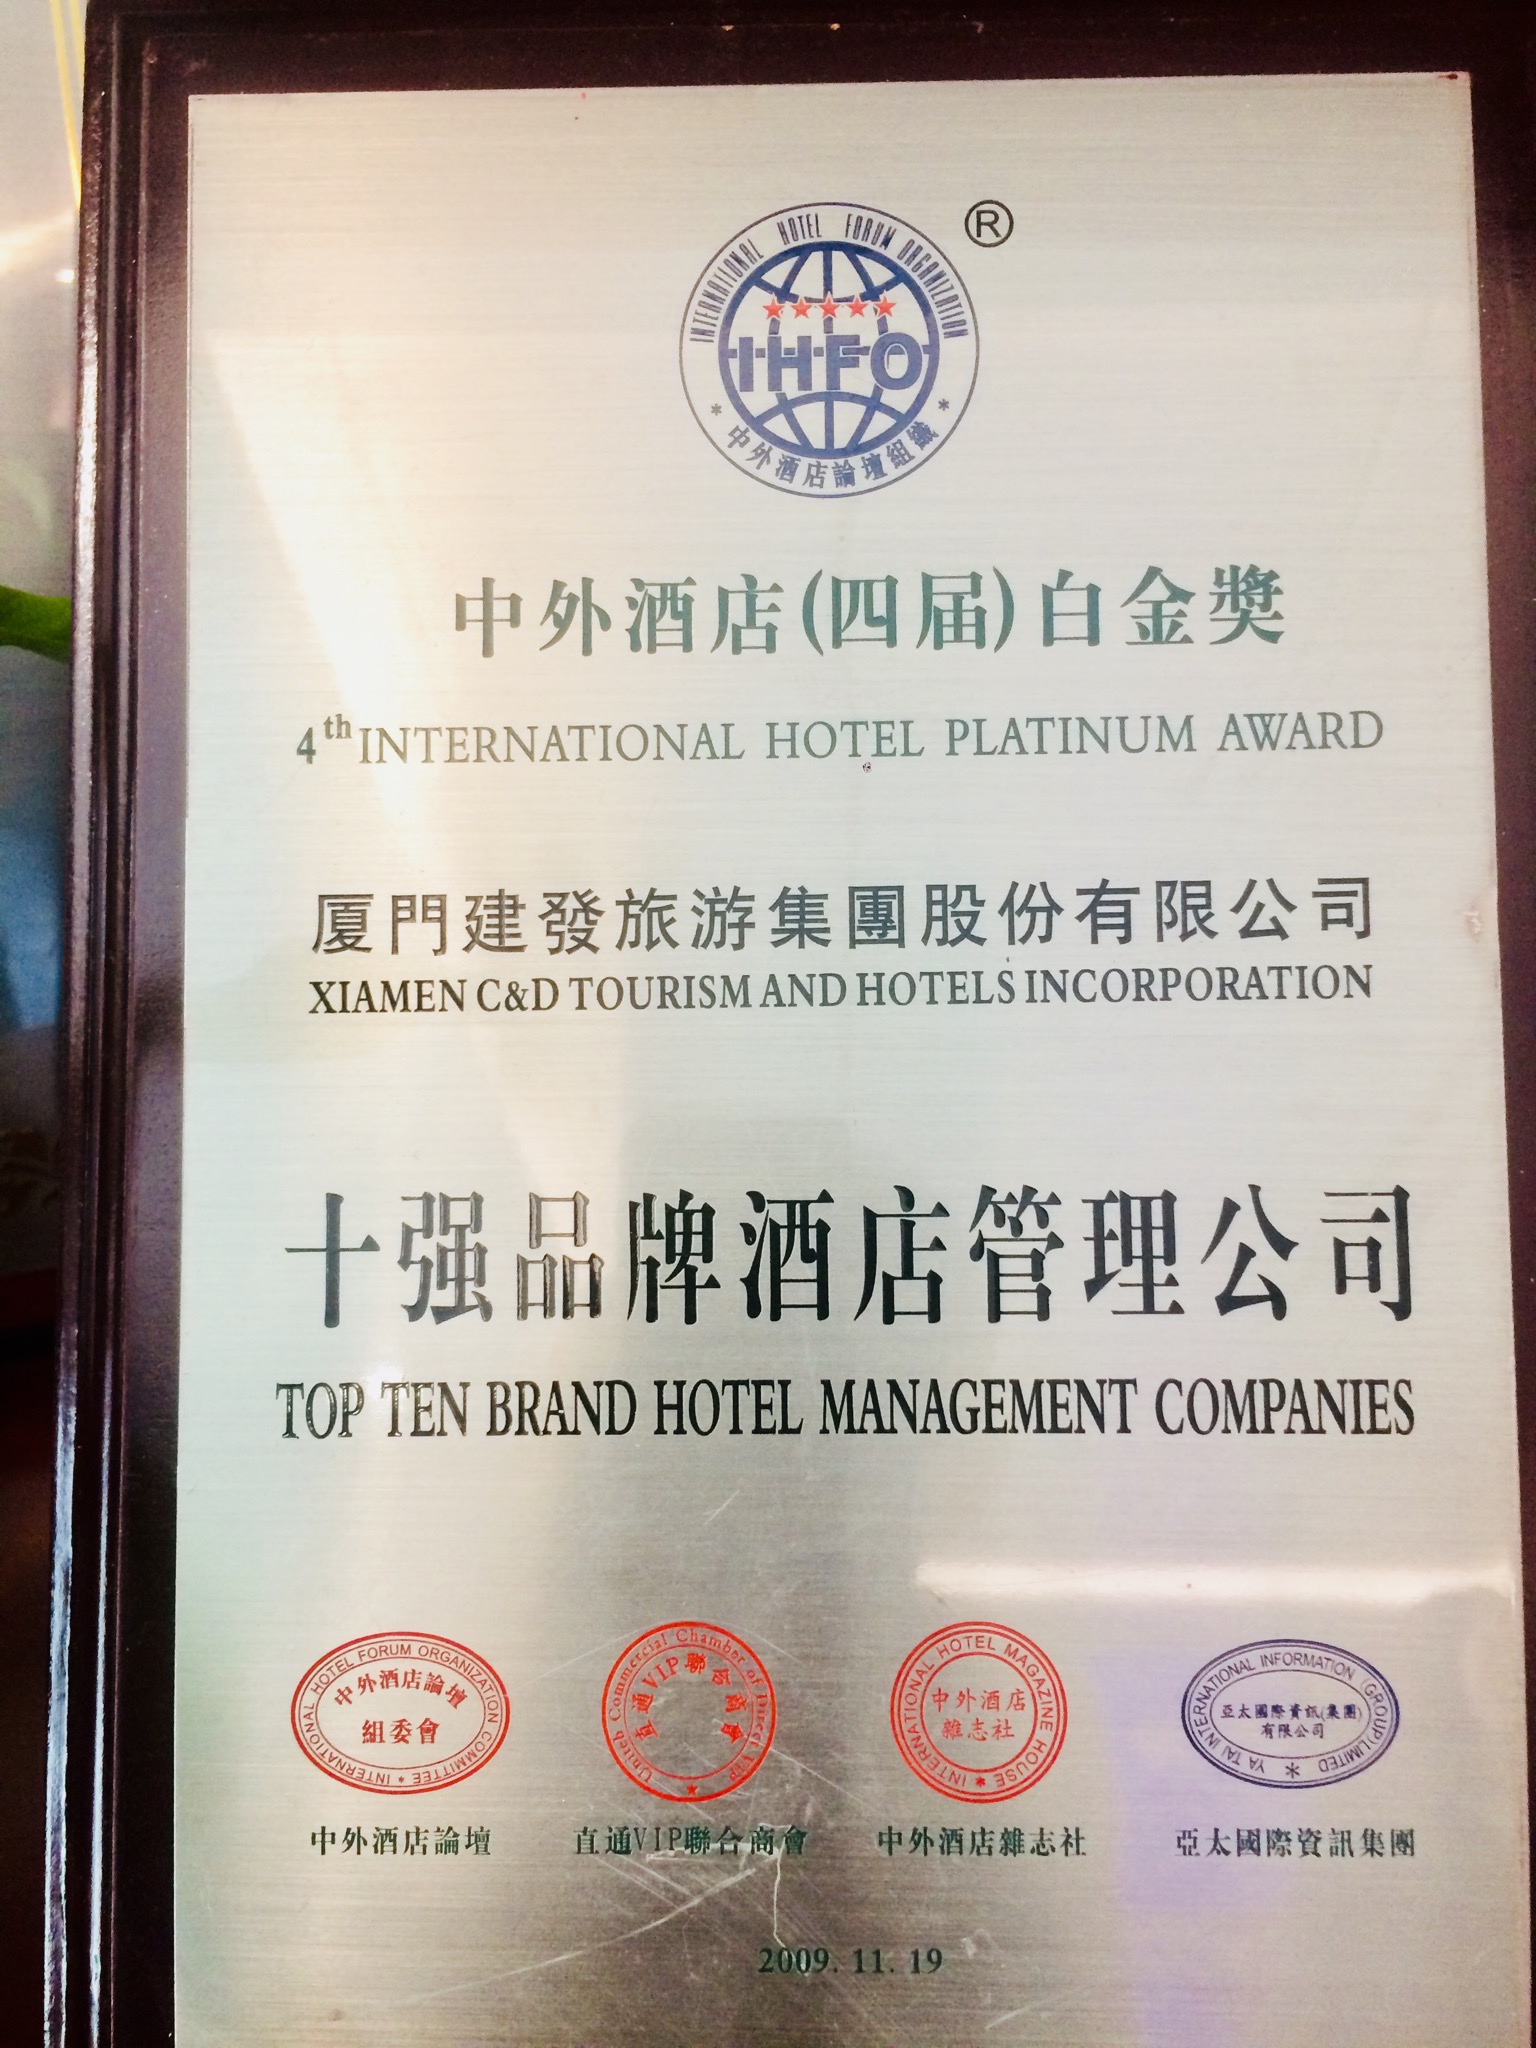 INTERNATIONAL HOTEL FORUM ORGANIZATION
®
IHFO
* 中外酒店論壇組織 *
中外酒店(四届)白金獎
4th INTERNATIONAL HOTEL PLATINUM AWARD
厦門建發旅游集團股份有限公司
XIAMEN C&D TOURISM AND HOTELS INCORPORATION
十强品牌酒店管理公司
TOP TEN BRAND HOTEL MANAGEMENT COMPANIES
INTERNATIONAL HOTEL FORUM ORGANIZATION COMMITTEE *
中外酒店論壇
組委會
Uniteb Commercial Chamber of Direct VIP
直通VIP聯合商會
INTERNATIONAL HOTEL MAGAZINE HOUSE *
中外酒店
雜志社
YA TAI INTERNATIONAL INFORMATION (GROUP) LIMITED *
亞太國際資訊(集團)
有限公司
中外酒店論壇 直通VIP聯合商會 中外酒店雜志社 亞太國際資訊集團
2009. 11. 19